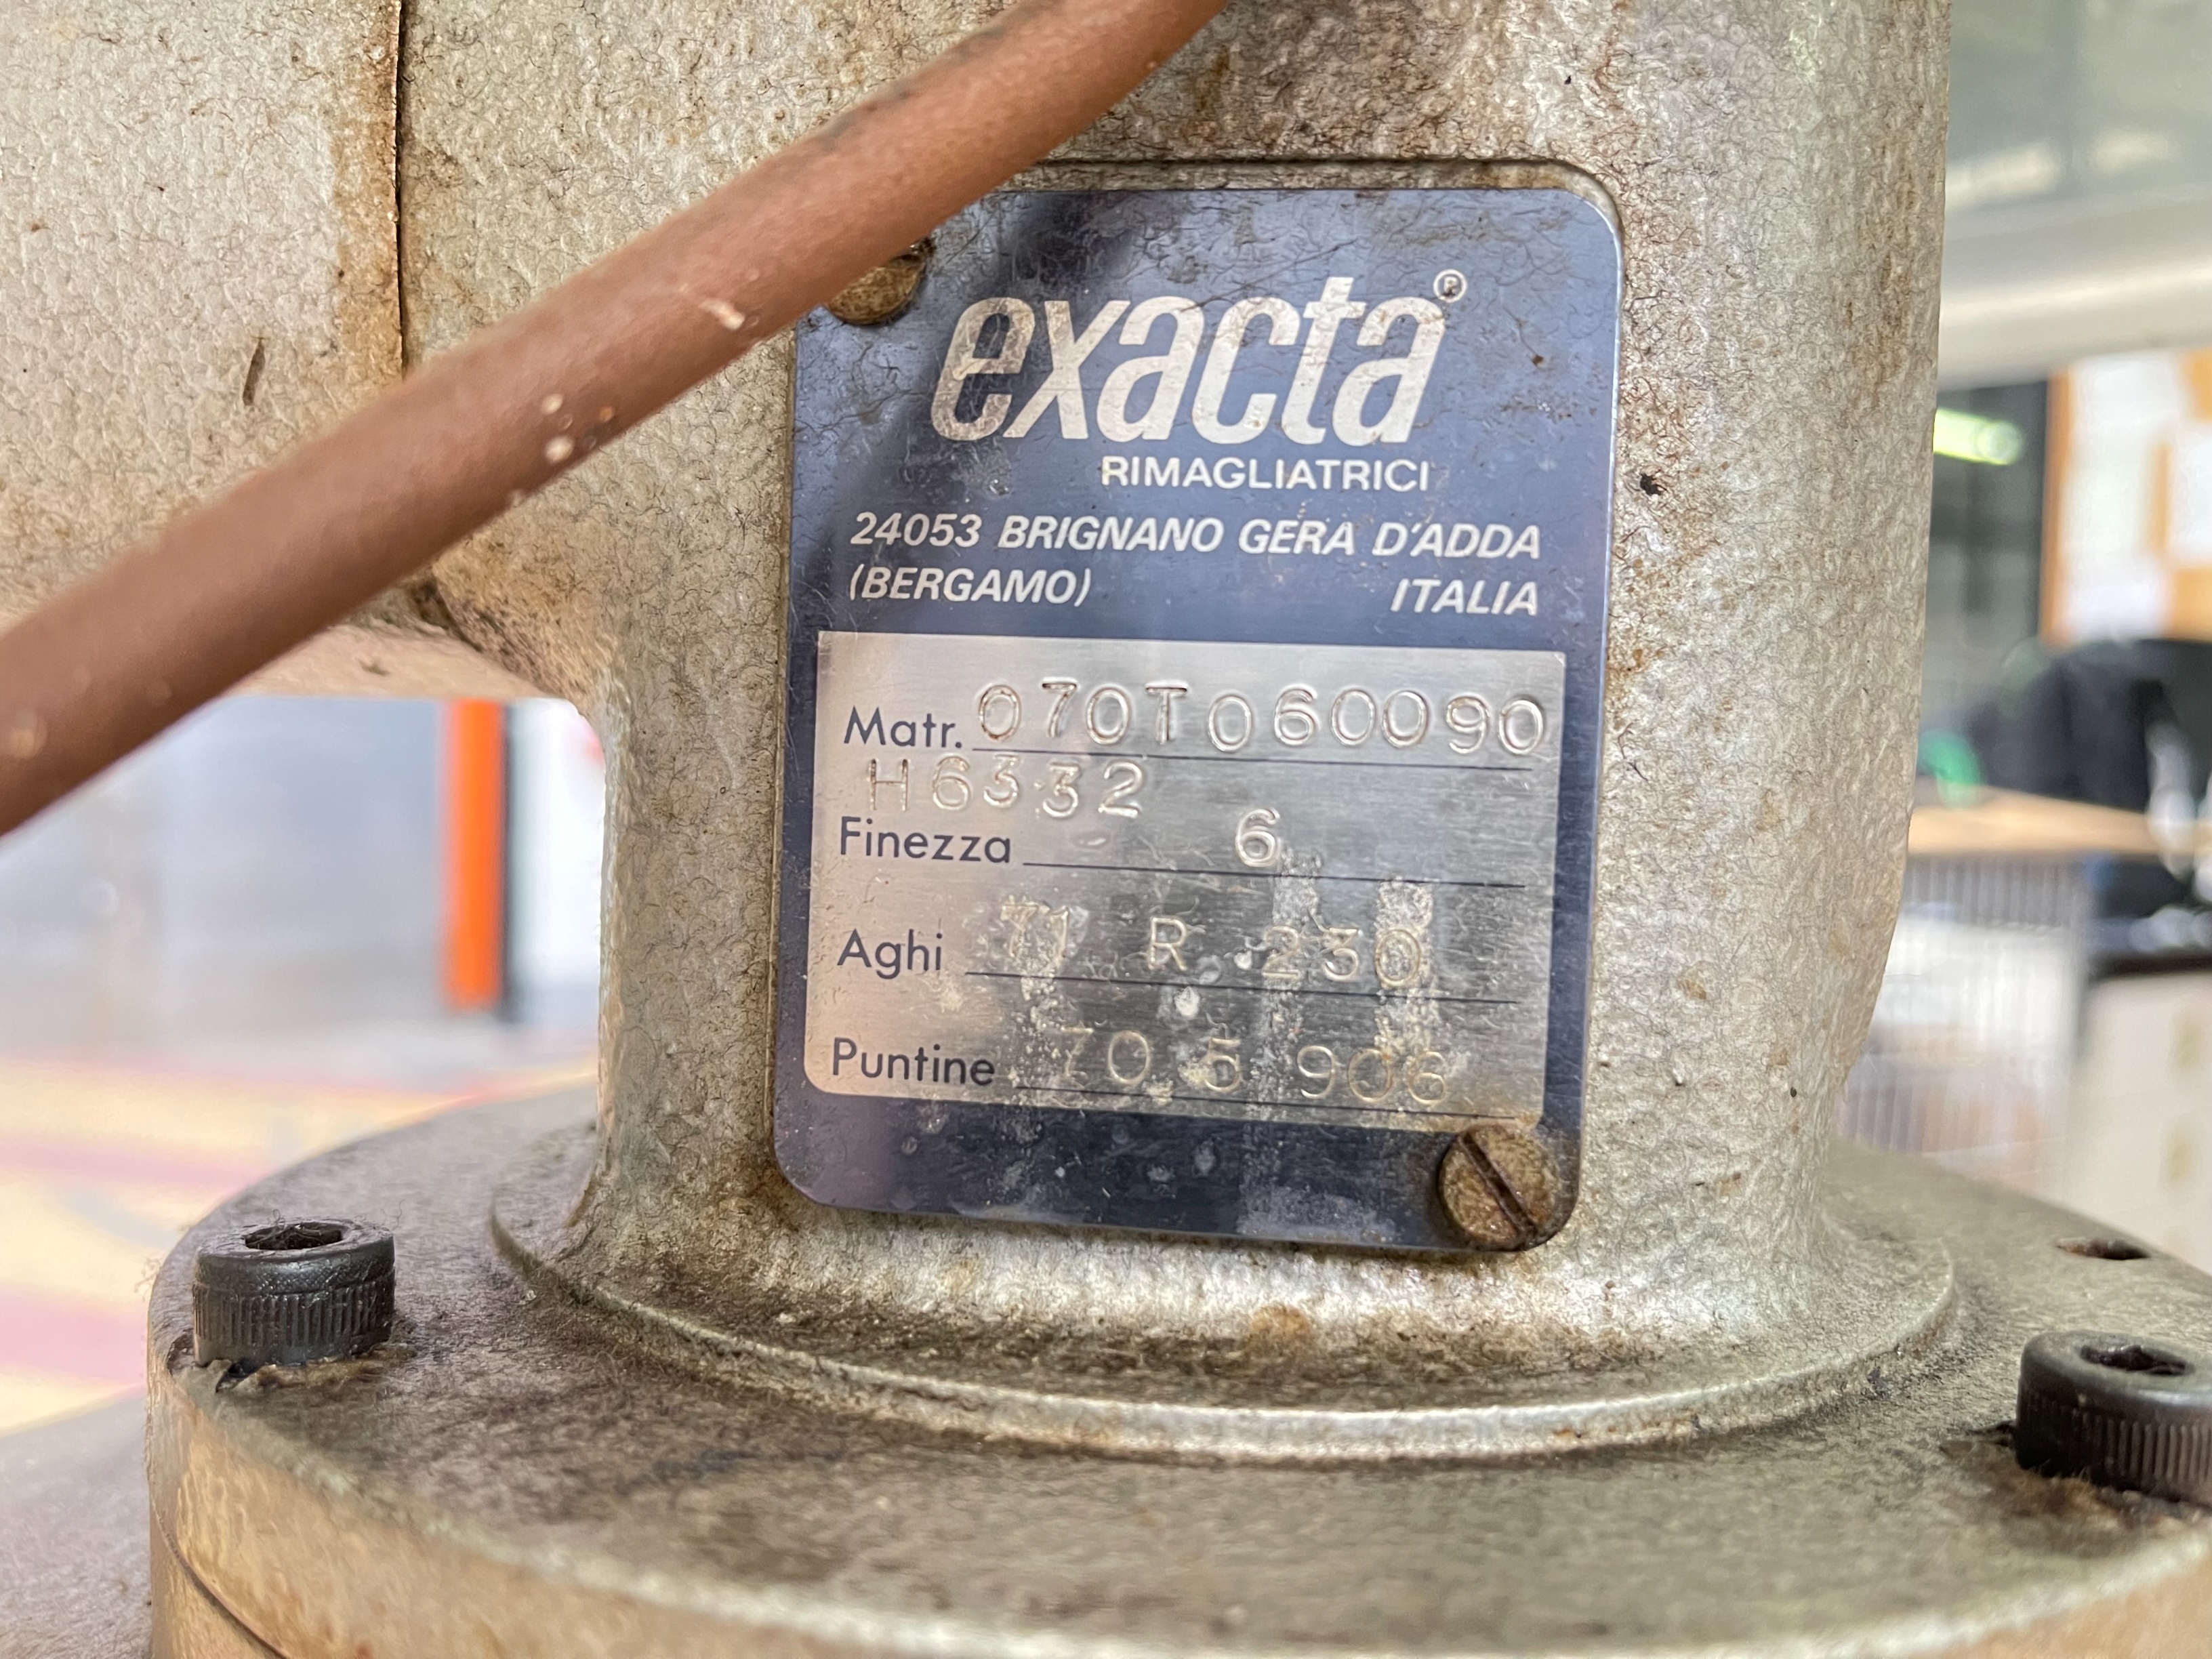 exacta®
RIMAGLIATRICI
24053 BRIGNANO GERA D'ADDA
(BERGAMO) ITALIA
Matr. 070T060090
H6332
Finezza 6
Aghi 71 R 230
Puntine 70 5 906